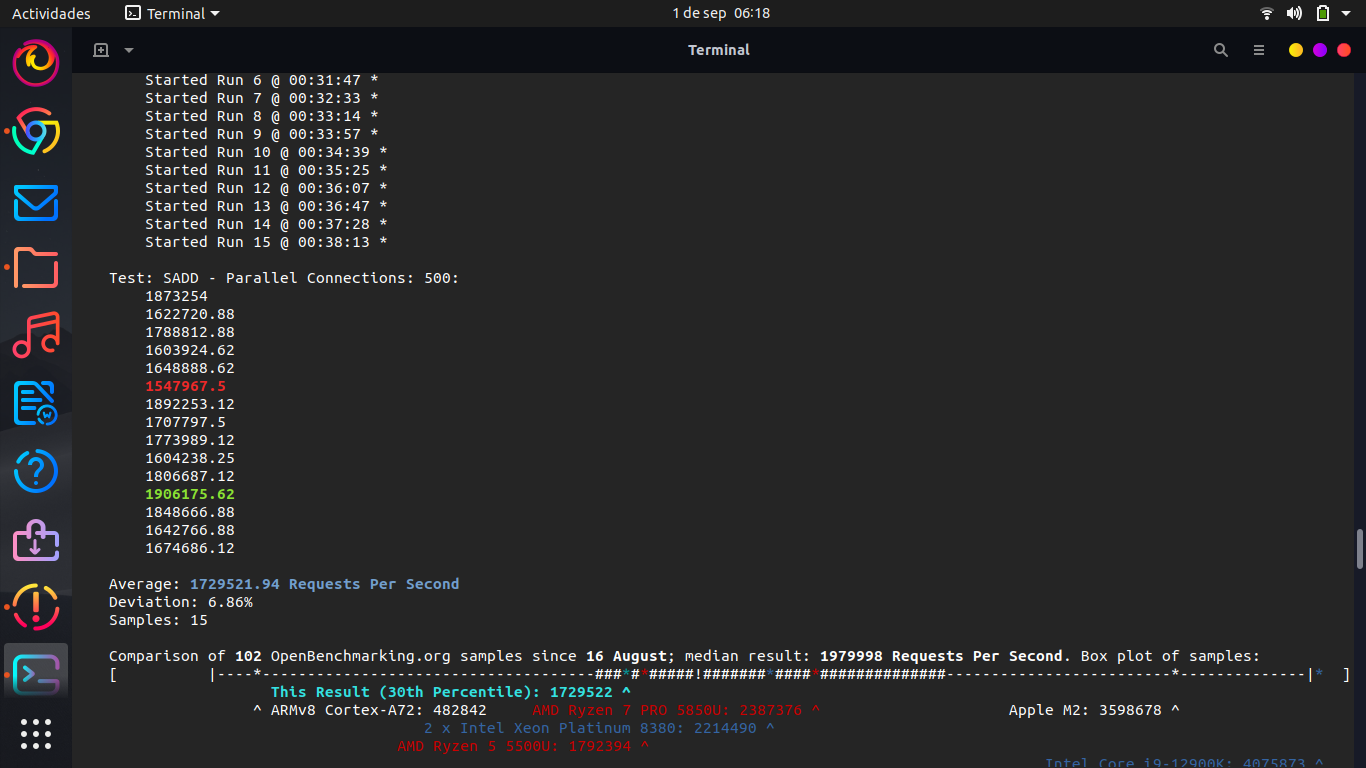 Actividades
Terminal
1 de sep 06:18
Terminal
Started Run 6 @ 00:31:47 *
Started Run 7 @ 00:32:33 *
Started Run 8 @ 00:33:14 *
Started Run 9 @ 00:33:57 *
Started Run 10 @ 00:34:39 *
Started Run 11 @ 00:35:25 *
Started Run 12 @ 00:36:07 *
Started Run 13 @ 00:36:47 *
Started Run 14 @ 00:37:28 *
Started Run 15 @ 00:38:13 *
Test: SADD - Parallel Connections: 500:
1873254
1622720.88
1788812.88
1603924.62
1648888.62
1547967.5
1892253.12
1707797.5
1773989.12
1604238.25
1806687.12
1906175.62
1848666.88
1642766.88
1674686.12
Average: 1729521.94 Requests Per Second
Deviation: 6.86%
Samples: 15
Comparison of 102 OpenBenchmarking.org samples since 16 August; median result: 1979998 Requests Per Second. Box plot of samples:
[          |----*-------------------------------------###*#*#####!#######*####*##############-------------------------*--------------|*  ]
This Result (30th Percentile): 1729522 ^
^ ARMv8 Cortex-A72: 482842     AMD Ryzen 7 PRO 5850U: 2387376 ^                     Apple M2: 3598678 ^
2 x Intel Xeon Platinum 8380: 2214490 ^
AMD Ryzen 5 5500U: 1792394 ^
Intel Core i9-12900K: 4075873 ^